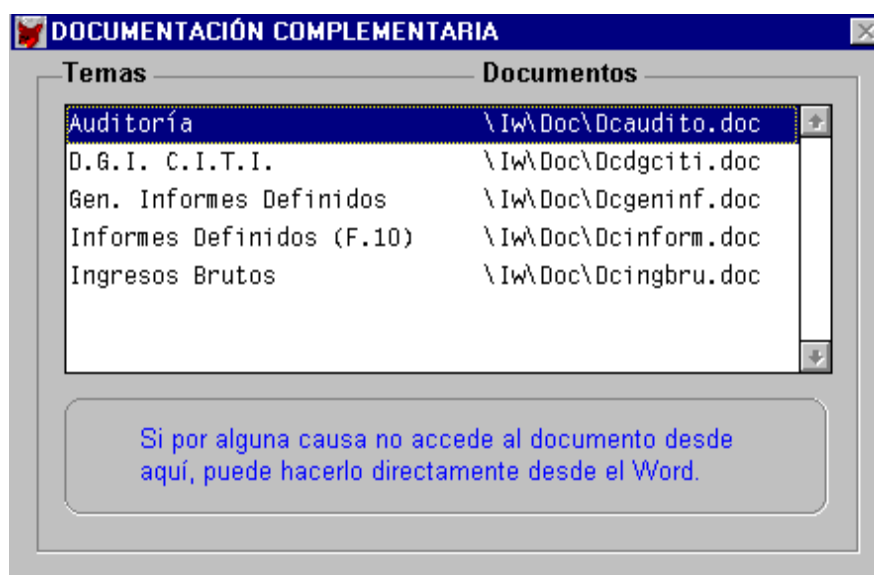 DOCUMENTACIÓN COMPLEMENTARIA
Temas Documentos
Auditoría \Iw\Doc\Dcaudito.doc
D.G.I. C.I.T.I. \Iw\Doc\Dcdgciti.doc
Gen. Informes Definidos \Iw\Doc\Dcgeninf.doc
Informes Definidos (F.10) \Iw\Doc\Dcinform.doc
Ingresos Brutos \Iw\Doc\Dcingbru.doc
Si por alguna causa no accede al documento desde
aquí, puede hacerlo directamente desde el Word.